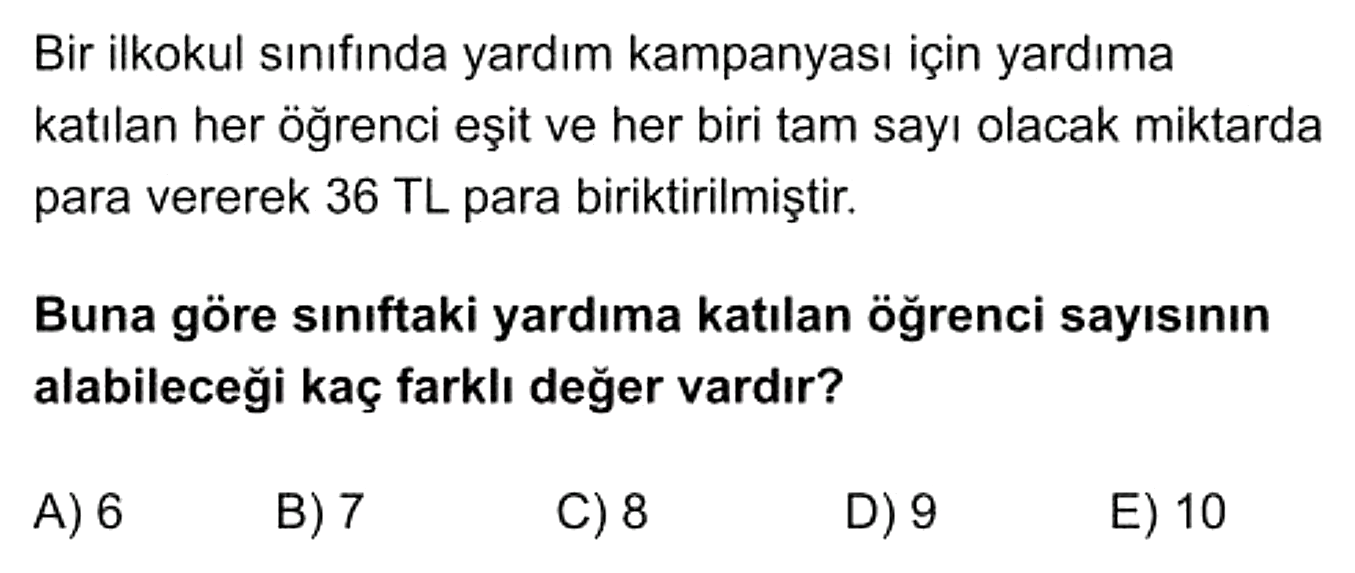 Bir ilkokul sınıfında yardım kampanyası için yardıma
katılan her öğrenci eşit ve her biri tam sayı olacak miktarda
para vererek 36 TL para biriktirilmiştir.
Buna göre sınıftaki yardıma katılan öğrenci sayısının
alabileceği kaç farklı değer vardır?
A) 6 B) 7 C) 8 D) 9 E) 10